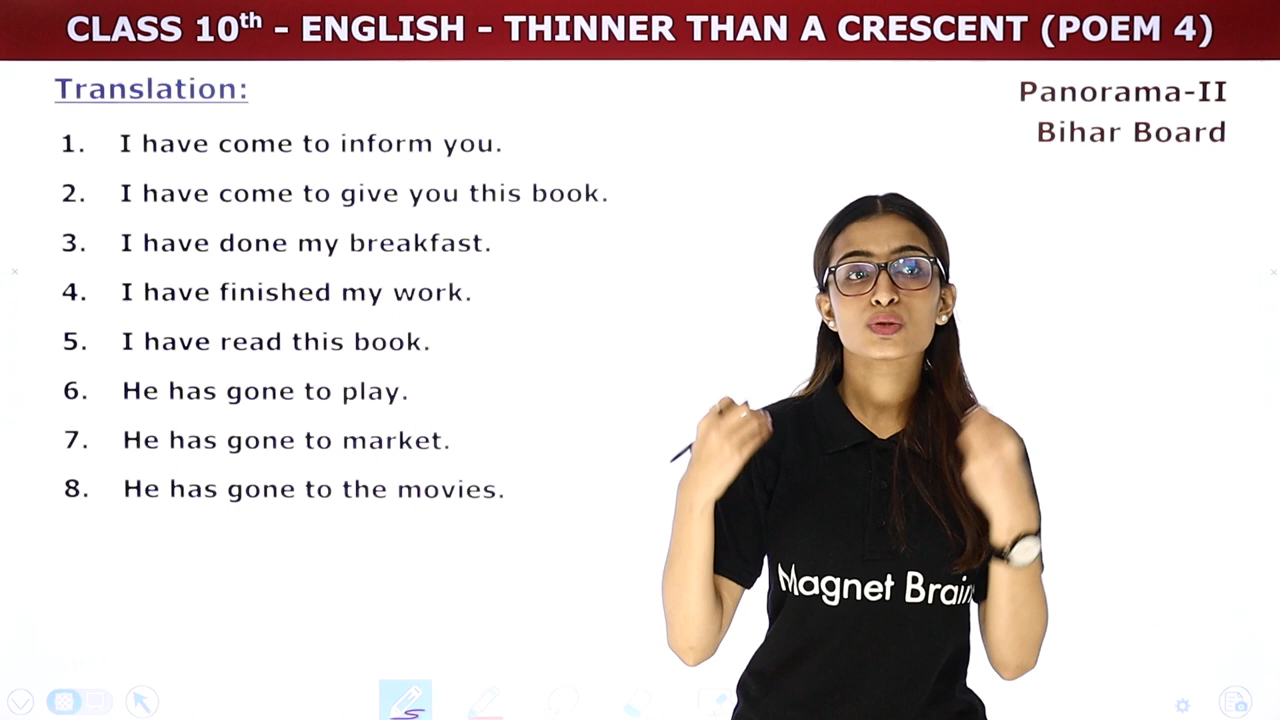 CLASS 10th - ENGLISH - THINNER THAN A CRESCENT (POEM 4)
Translation:
Panorama-II
Bihar Board
1. I have come to inform you.
2. I have come to give you this book.
3. I have done my breakfast.
4. I have finished my work.
5. I have read this book.
6. He has gone to play.
7. He has gone to market.
8. He has gone to the movies.
Magnet Brain